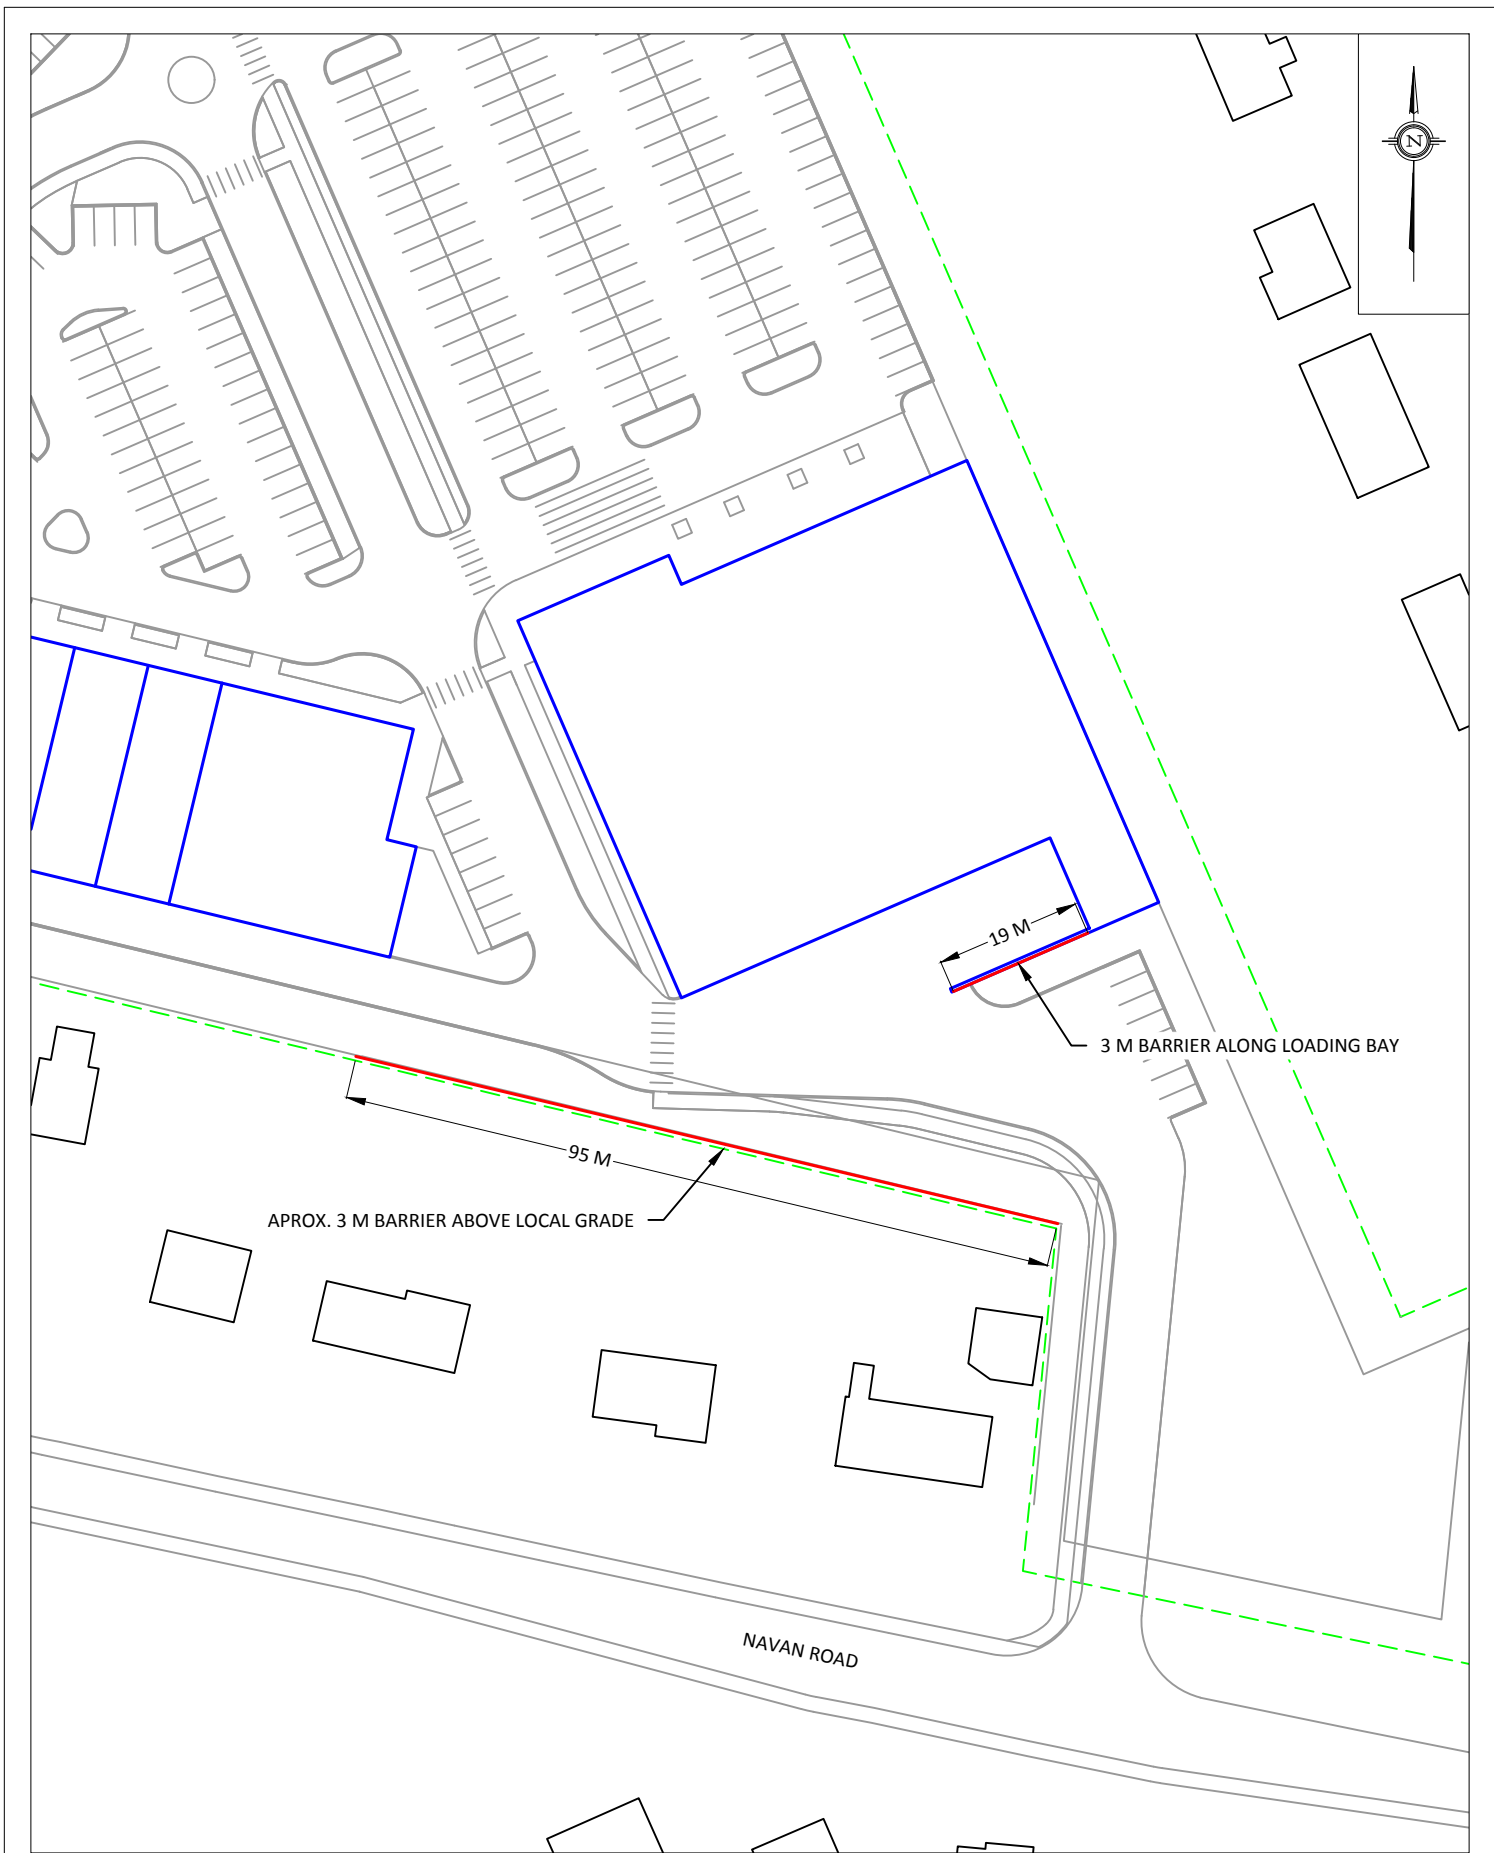 N
19 M
3 M BARRIER ALONG LOADING BAY
95 M
APROX. 3 M BARRIER ABOVE LOCAL GRADE
NAVAN ROAD